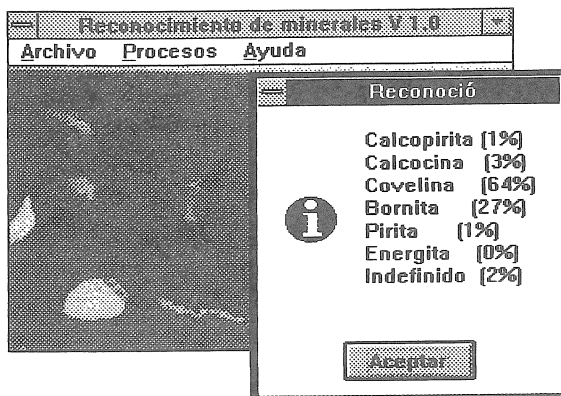 Reconocimiento de minerales V 1.0
Archivo Procesos Ayuda
Reconoció
Calcopirita (1%)
Calcocina (3%)
Covelina (64%)
Bornita (27%)
Pirita (1%)
Energita (0%)
Indefinido (2%)
Aceptar